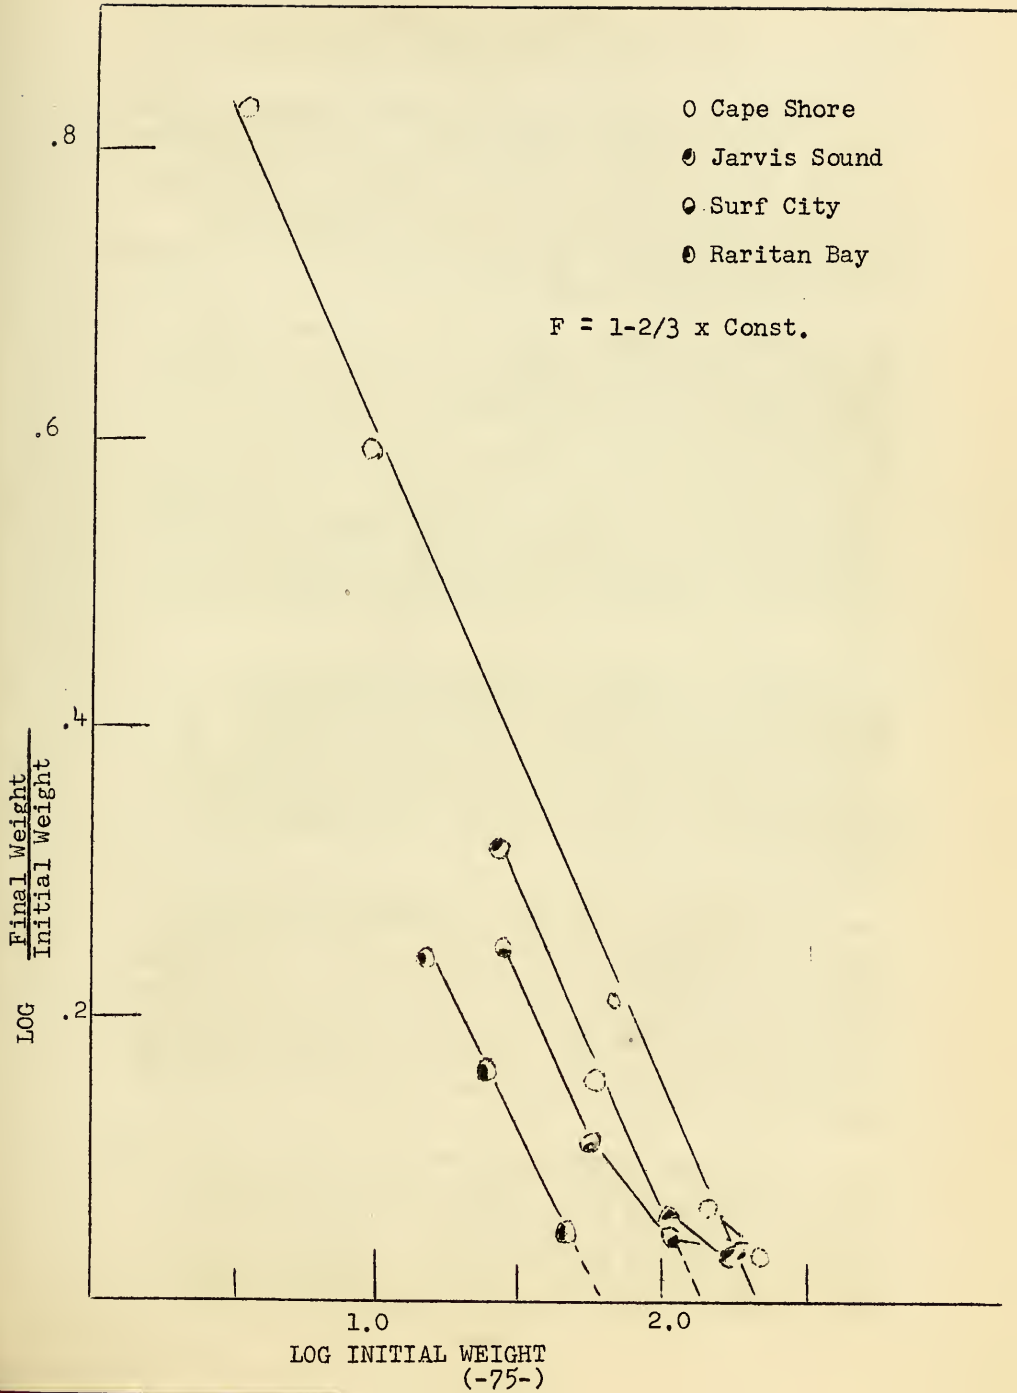 .8
.6
.4
.2
LOG Final Weight
Initial Weight
O Cape Shore
Jarvis Sound
Surf City
Raritan Bay
F = 1-2/3 x Const.
1.0
2.0
LOG INITIAL WEIGHT
(-75-)